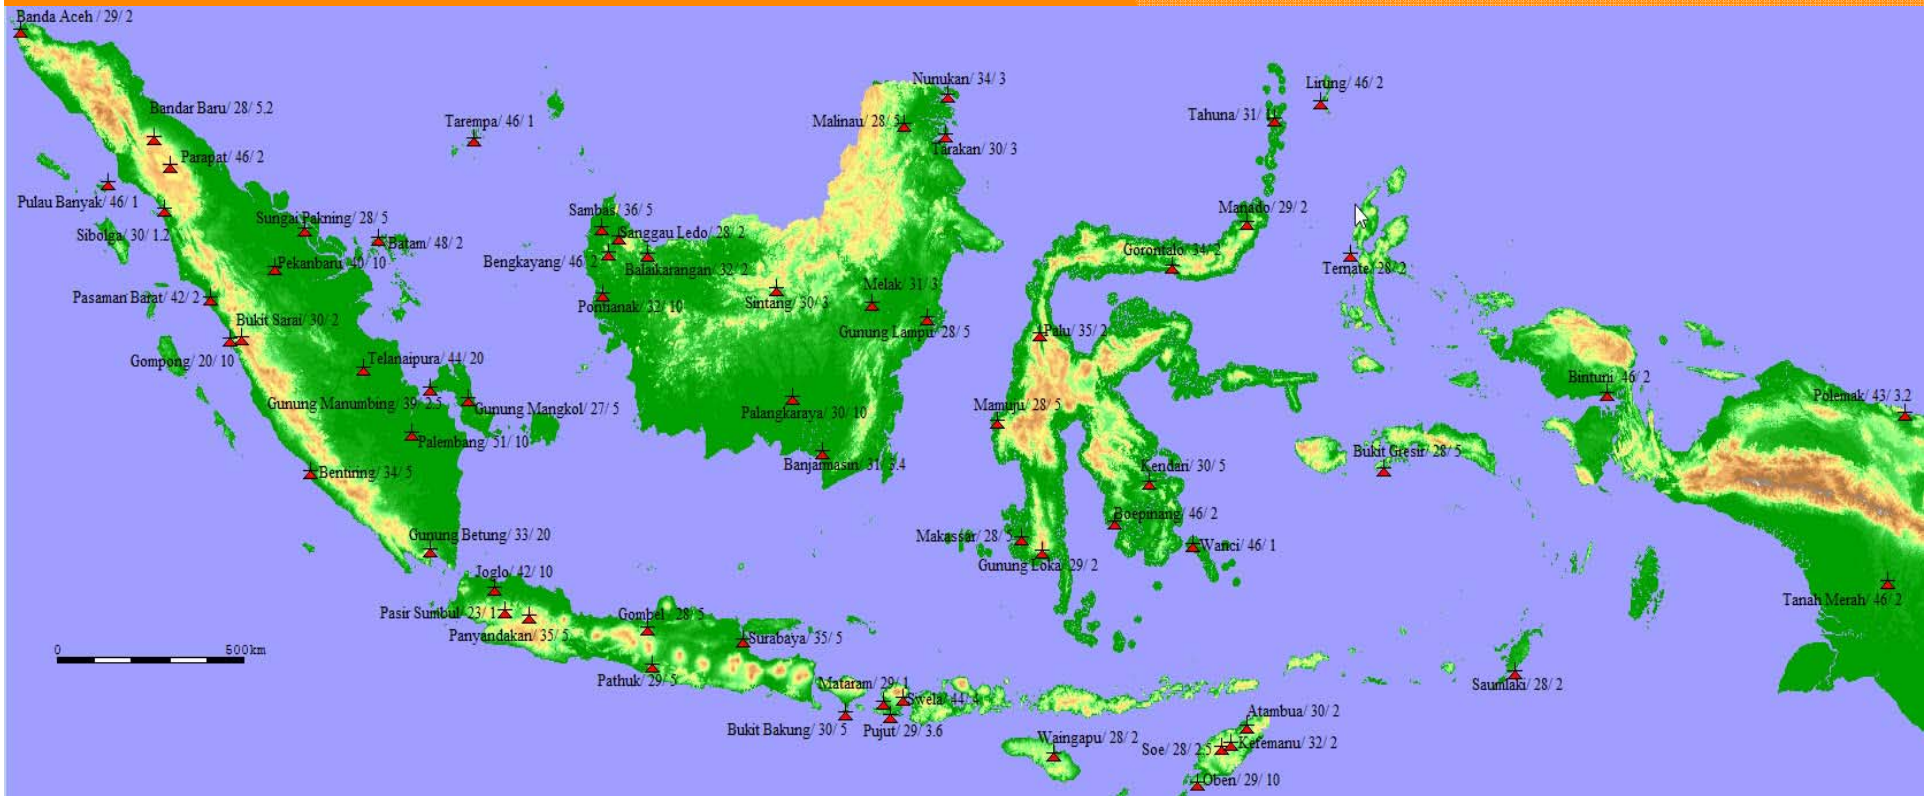 Banda Aceh / 29/ 2
Bandar Baru/ 28/ 5.2
Parapat/ 46/ 2
Pulau Banyak/ 46/ 1
Sibolga/ 30/ 1.2
Sungai Pakning/ 28/ 5
Batam/ 48/ 2
Pekanbaru/ 40/ 10
Pasaman Barat/ 42/ 2
Bukit Sarai/ 30/ 2
Gompong/ 20/ 10
Telanaipura/ 44/ 20
Gunung Manumbing/ 39/ 2.5
Gunung Mangkol/ 27/ 5
Palembang/ 51/ 10
Bentiring/ 34/ 5
Gunung Betung/ 33/ 20
Tarempa/ 46/ 1
Nunukan/ 34/ 3
Malinau/ 28/ 5
Tarakan/ 30/ 3
Sambas/ 36/ 5
Sanggau Ledo/ 28/ 2
Bengkayang/ 46/ 2
Balaikarangan/ 32/ 2
Pontianak/ 32/ 10
Sintang/ 30/ 3
Melak/ 31/ 3
Gunung Lampu/ 28/ 5
Palangkaraya/ 30/ 10
Banjarmasin/ 31/ 3.4
Lirung/ 46/ 2
Tahuna/ 31/ 1
Manado/ 29/ 2
Gorontalo/ 34/ 2
Ternate/ 28/ 2
Palu/ 35/ 2
Mamuju/ 28/ 5
Kendari/ 30/ 5
Boepinang/ 46/ 2
Makassar/ 28/ 5
Wanci/ 46/ 1
Gunung Loka/ 29/ 2
Bintuni/ 46/ 2
Polemak/ 43/ 3.2
Bukit Gresir/ 28/ 5
Tanah Merah/ 46/ 2
Saumlaki/ 28/ 2
Joglo/ 42/ 10
Pasir Sumbul/ 23/ 1
Panyandakan/ 35/ 5
Gombel/ 28/ 5
Surabaya/ 35/ 5
Pathuk/ 29/ 5
Mataram/ 29/ 1
Swela/ 44/ 4
Bukit Bakung/ 30/ 5
Pujut/ 29/ 3.6
Waingapu/ 28/ 2
Atambua/ 30/ 2
Soe/ 28/ 2.5
Kefemanu/ 32/ 2
Oben/ 29/ 10
0 500km